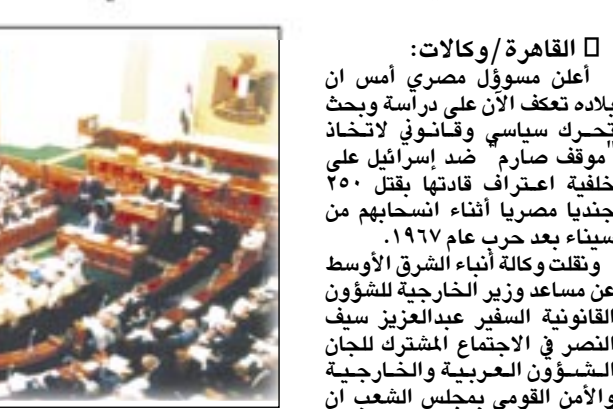 القاهرة/وكالات:
أعلن مسوؤل مصري أمس ان
بلاده تعكف الآن على دراسة وبحث
تحرك سياسي وقانوني لاتخاذ
"موقف صارم" ضد إسرائيل على
خلفية اعتراف قادتها بقتل ٢٥٠
جنديا مصريا أثناء انسحابهم من
سيناء بعد حرب عام ١٩٦٧.
ونقلت وكالة أنباء الشرق الأوسط
عن مساعد وزير الخارجية للشؤون
القانونية السفير عبدالعزيز سيف
النصر في الاجتماع المشترك للجان
الشؤون العربية والخارجية
والأمن القومي بمجلس الشعب ان